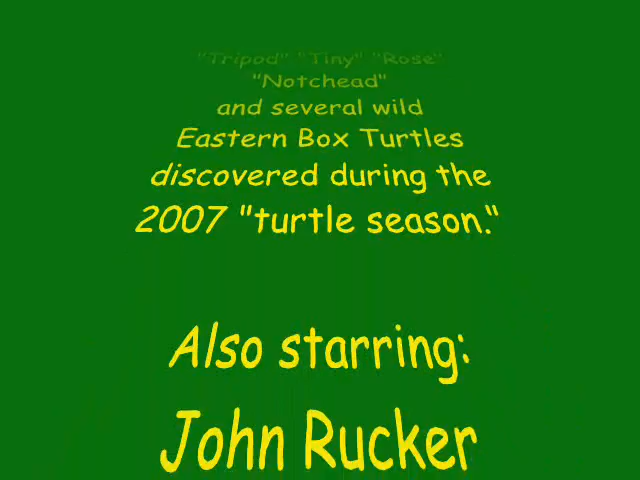 "Tripod" "Tiny" "Rose"
"Notchead"
and several wild
Eastern Box Turtles
discovered during the
2007 "turtle season."
Also starring:
John Rucker